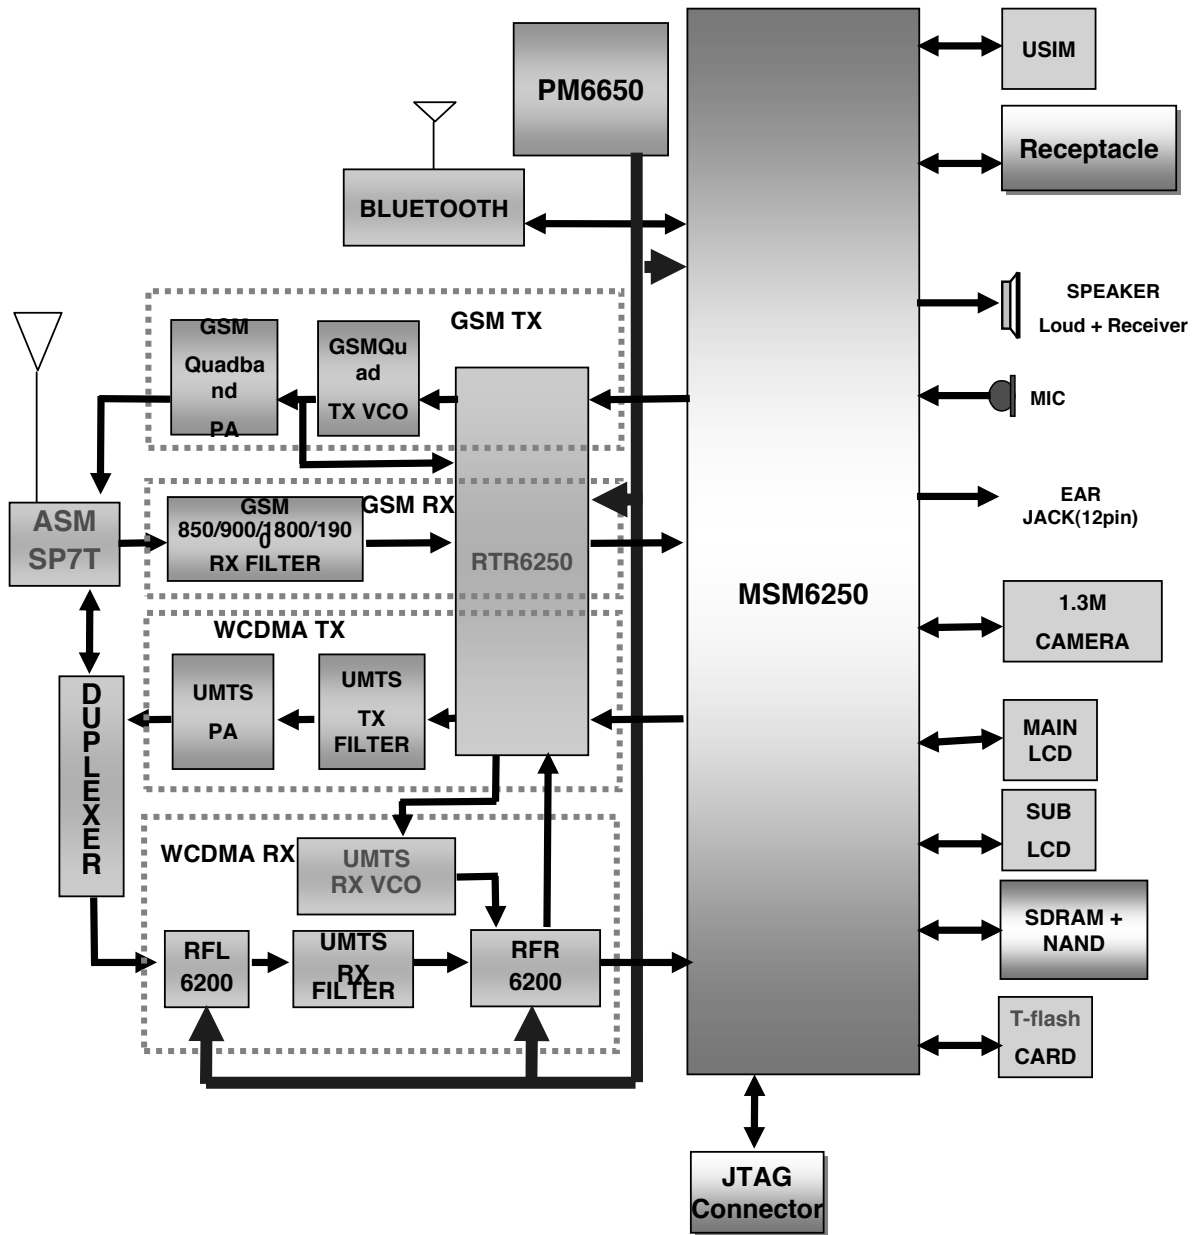 PM6650
USIM
Receptacle
BLUETOOTH
SPEAKER
Loud + Receiver
GSM TX
GSM
Quadba
nd
PA
GSMQu
ad
TX VCO
MIC
EAR
JACK(12pin)
GSM RX
GSM
850/900/1800/190
0
RX FILTER
ASM
SP7T
RTR6250
MSM6250
1.3M
CAMERA
WCDMA TX
UMTS
PA
UMTS
TX
FILTER
DUPLEXER
MAIN
LCD
SUB
LCD
WCDMA RX
UMTS
RX VCO
SDRAM +
NAND
RFL
6200
UMTS
RX
FILTER
RFR
6200
T-flash
CARD
JTAG
Connector